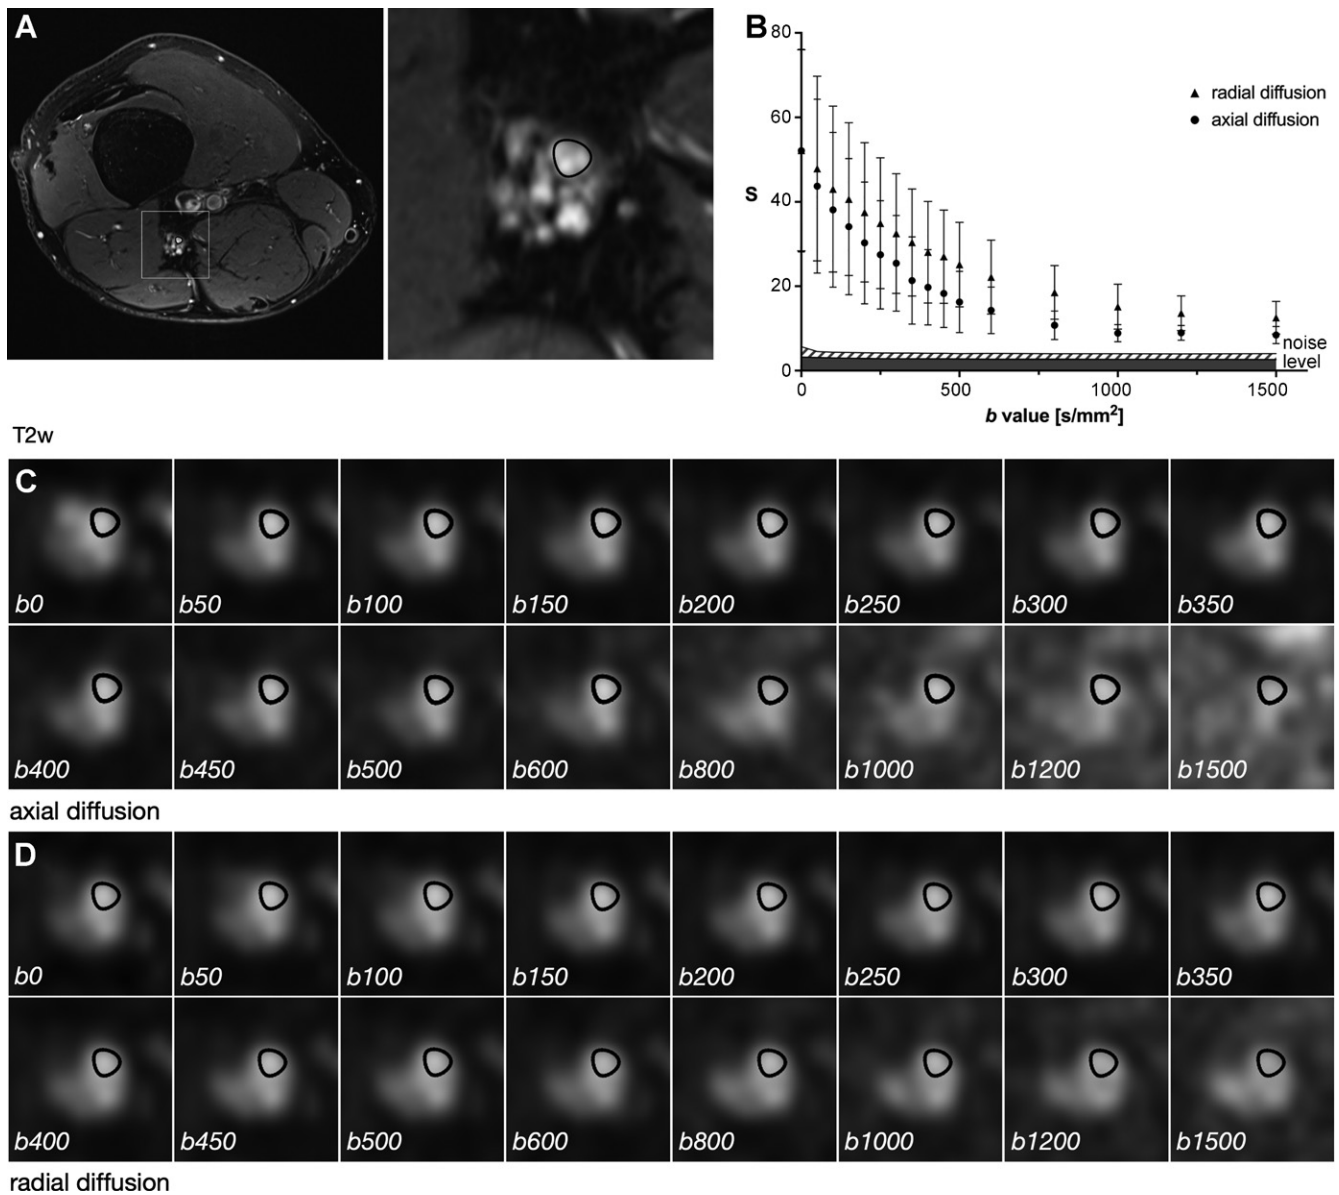 A
B
80
60
40
20
0
S
radial diffusion
axial diffusion
noise
level
0
500
1000
1500
b value [s/mm²]
T2w
C
b0
b50
b100
b150
b200
b250
b300
b350
b400
b450
b500
b600
b800
b1000
b1200
b1500
axial diffusion
D
b0
b50
b100
b150
b200
b250
b300
b350
b400
b450
b500
b600
b800
b1000
b1200
b1500
radial diffusion